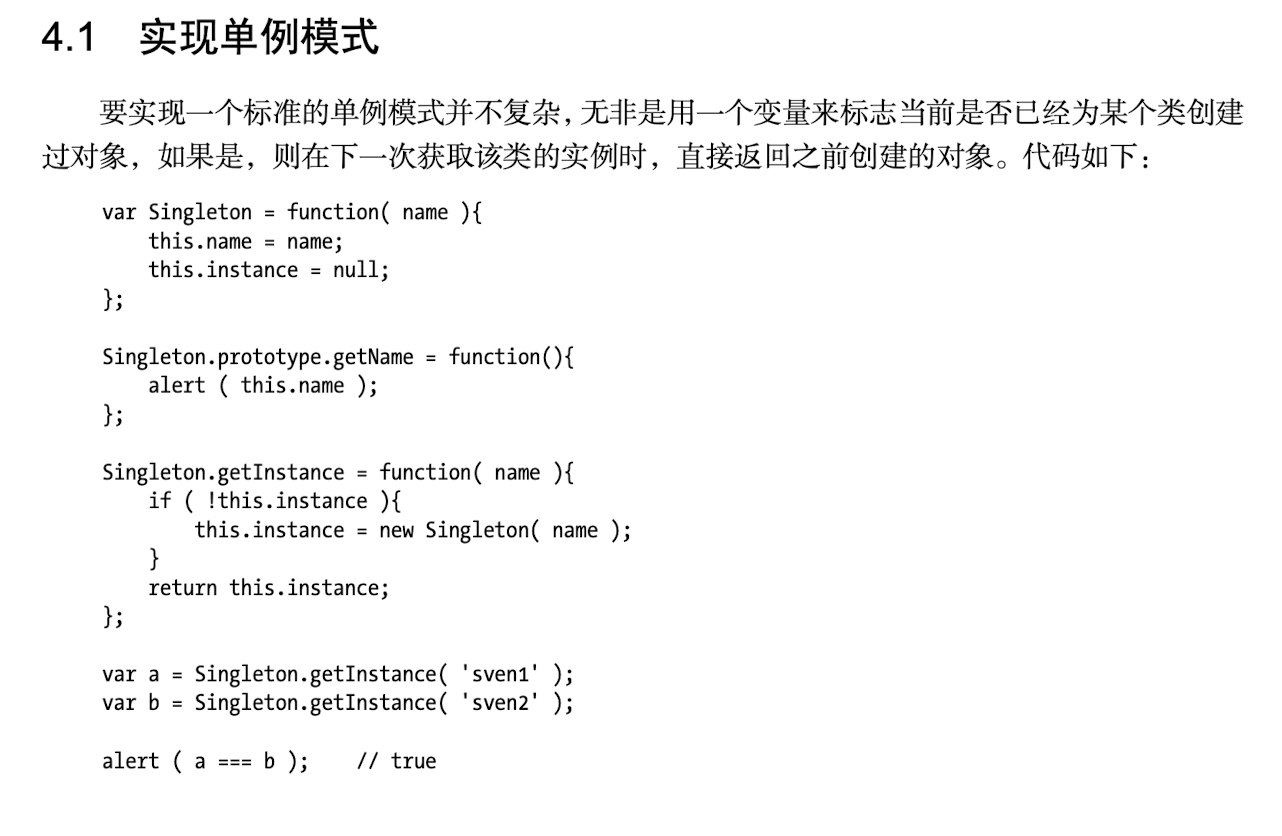 4.1 实现单例模式
要实现一个标准的单例模式并不复杂，无非是用一个变量来标志当前是否已经为某个类创建
过对象，如果是，则在下一次获取该类的实例时，直接返回之前创建的对象。代码如下：
var Singleton = function( name ){
    this.name = name;
    this.instance = null;
};
Singleton.prototype.getName = function(){
    alert ( this.name );
};
Singleton.getInstance = function( name ){
    if ( !this.instance ){
        this.instance = new Singleton( name );
    }
    return this.instance;
};
var a = Singleton.getInstance( 'sven1' );
var b = Singleton.getInstance( 'sven2' );
alert ( a === b );    // true